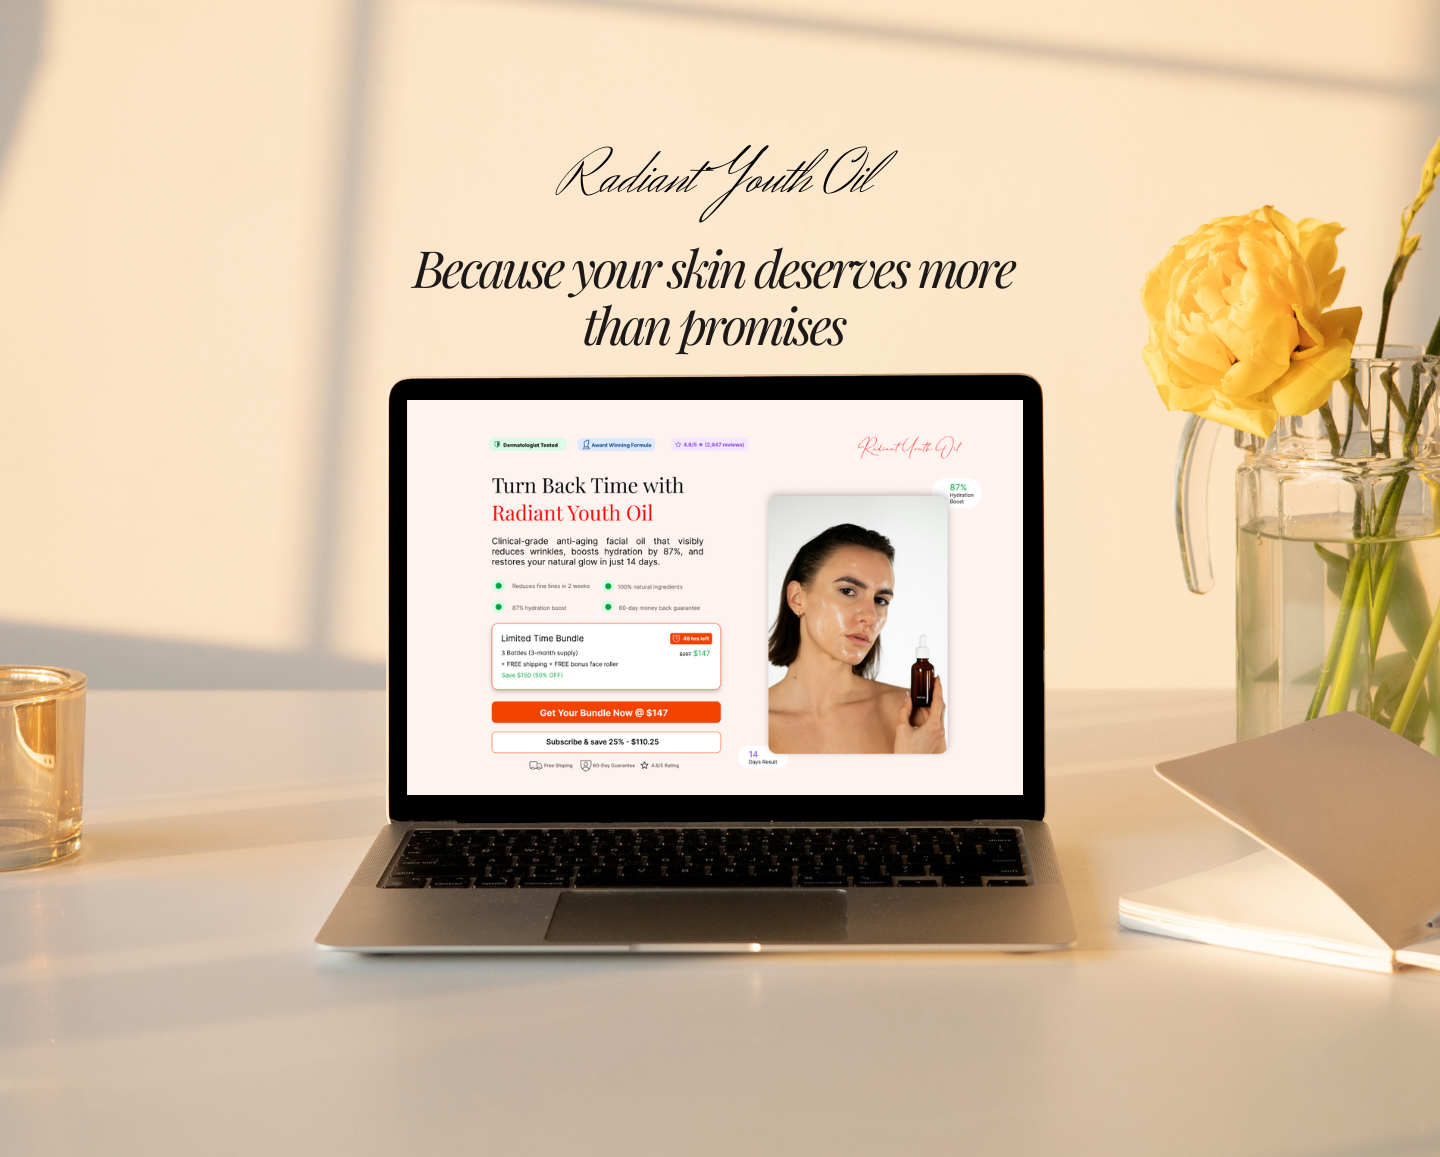 Radiant Youth Oil
Because your skin deserves more
than promises
Dermatologist Tested
Award Winning Formula
4.8/5 ★ (2,847 reviews)
Radiant Youth Oil
Turn Back Time with
Radiant Youth Oil
Clinical-grade anti-aging facial oil that visibly
reduces wrinkles, boosts hydration by 87%, and
restores your natural glow in just 14 days.
Reduces fine lines in 2 weeks
100% natural Ingredients
87% hydration boost
60-day money back guarantee
Limited Time Bundle
48 hrs left
3 Bottles (3-month supply)
$297 $147
+ FREE shipping + FREE bonus face roller
Save $150 (50% OFF)
Get Your Bundle Now @ $147
Subscribe & save 25% - $110.25
Free Shiping
60-Day Guarantee
4.8/5 Rating
87%
Hydration
Boost
14
Days Result